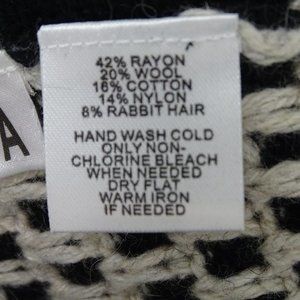 42% RAYON
20% WOOL
16% COTTON
14% NYLON
8% RABBIT HAIR
HAND WASH COLD
ONLY NON-
CHLORINE BLEACH
WHEN NEEDED
DRY FLAT
WARM IRON
IF NEEDED
A